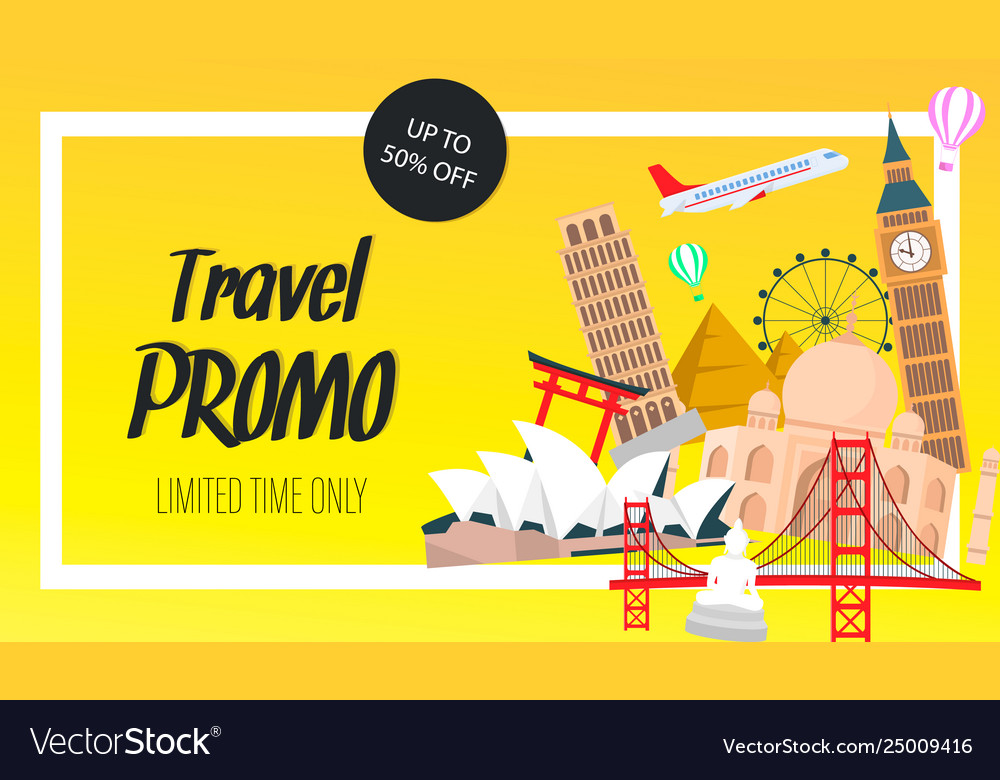 UP TO
50% OFF
Travel
PROMO
LIMITED TIME ONLY
VectorStock®
VectorStock.com/25009416